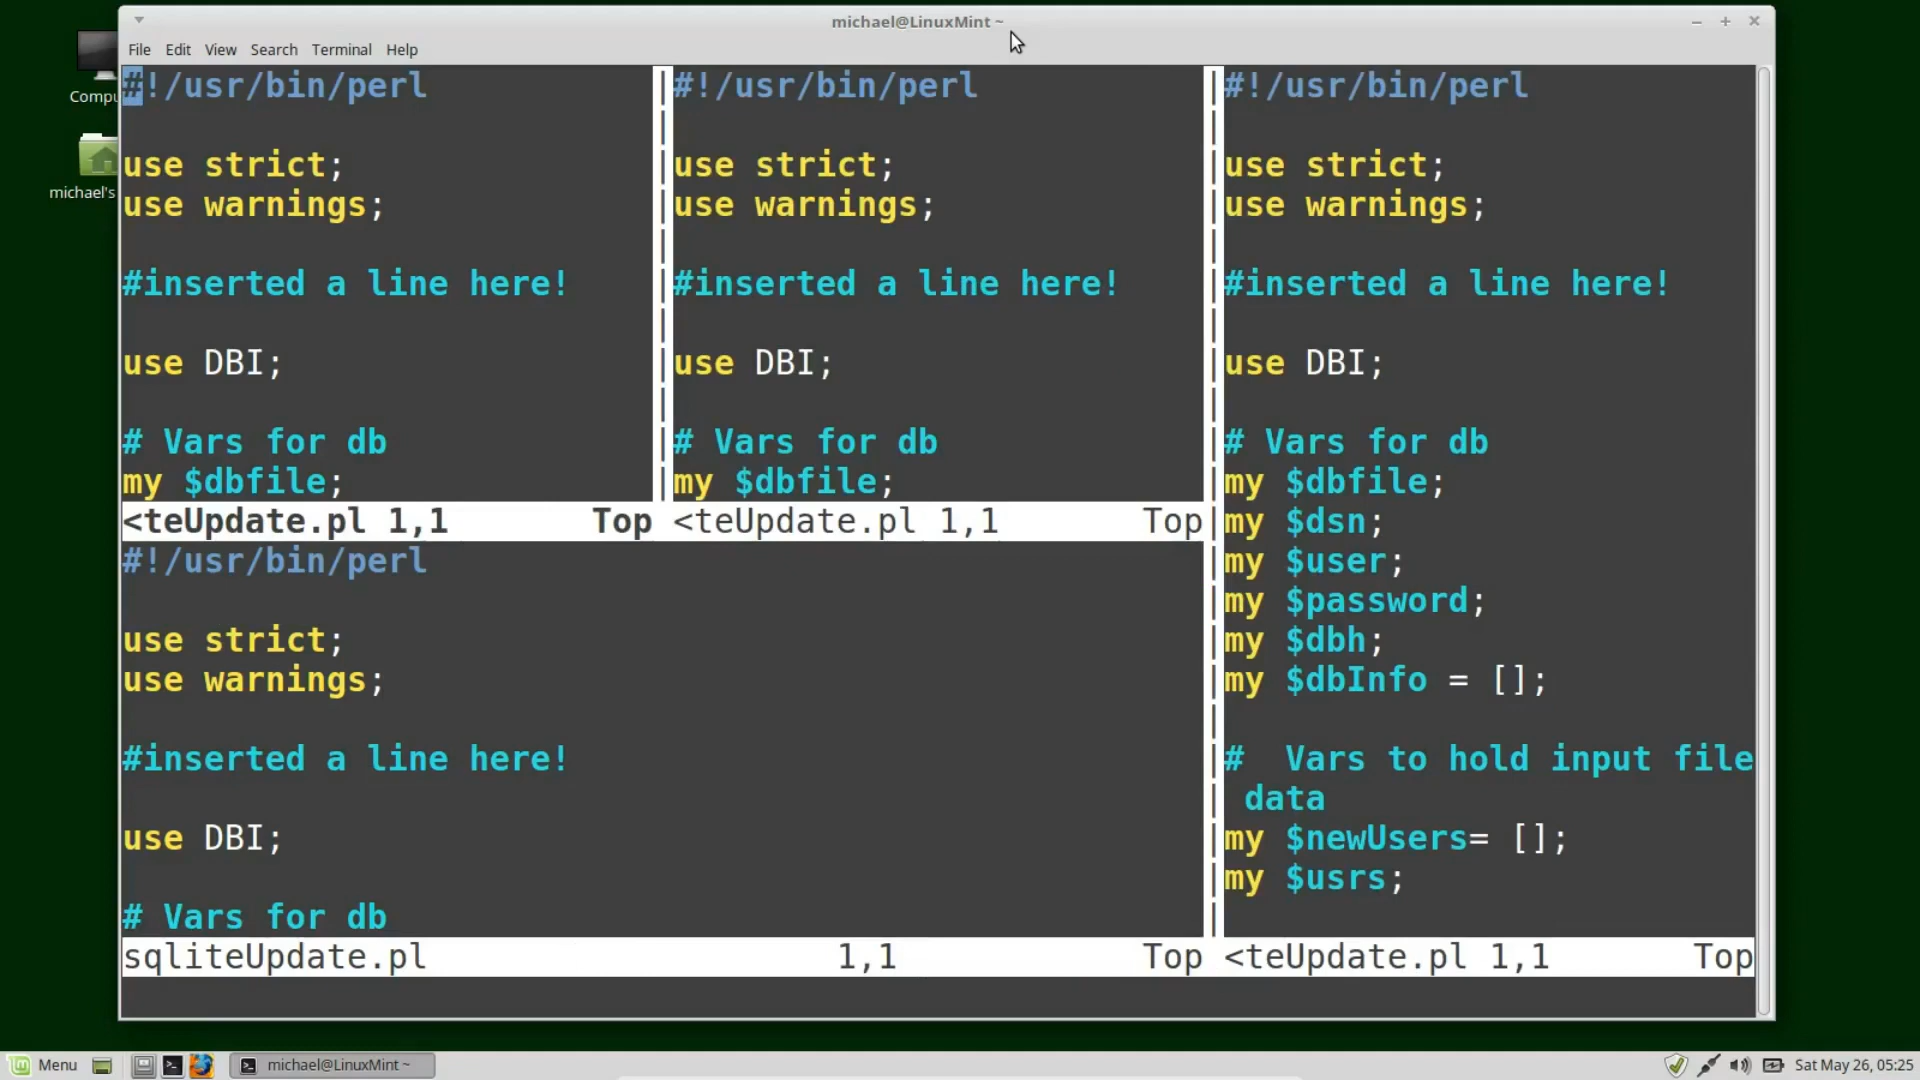 michael@LinuxMint ~
File Edit View Search Terminal Help
Compu
michael's
#!/usr/bin/perl
use strict;
use warnings;
#inserted a line here!
use DBI;
# Vars for db
my $dbfile;
<teUpdate.pl 1,1 Top
#!/usr/bin/perl
use strict;
use warnings;
#inserted a line here!
use DBI;
# Vars for db
my $dbfile;
<teUpdate.pl 1,1 Top
#!/usr/bin/perl
use strict;
use warnings;
#inserted a line here!
use DBI;
# Vars for db
sqliteUpdate.pl 1,1 Top
#!/usr/bin/perl
use strict;
use warnings;
#inserted a line here!
use DBI;
# Vars for db
my $dbfile;
my $dsn;
my $user;
my $password;
my $dbh;
my $dbInfo = [];
#  Vars to hold input file
data
my $newUsers= [];
my $usrs;
<teUpdate.pl 1,1 Top
Menu
michael@LinuxMint ~
Sat May 26, 05:25